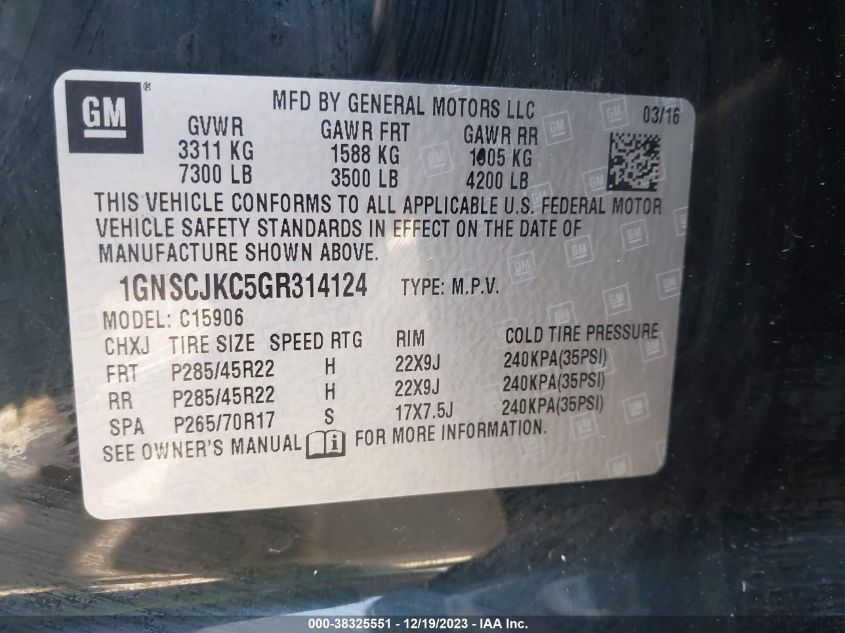 GM ®
MFD BY GENERAL MOTORS LLC 03/16
GVWR GAWR FRT GAWR RR
3311 KG 1588 KG 1905 KG
7300 LB 3500 LB 4200 LB
THIS VEHICLE CONFORMS TO ALL APPLICABLE U.S. FEDERAL MOTOR
VEHICLE SAFETY STANDARDS IN EFFECT ON THE DATE OF
MANUFACTURE SHOWN ABOVE.
1GNSCJKC5GR314124 TYPE: M.P.V.
MODEL: C15906
CHXJ TIRE SIZE SPEED RTG RIM COLD TIRE PRESSURE
FRT P285/45R22 H 22X9J 240KPA(35PSI)
RR P285/45R22 H 22X9J 240KPA(35PSI)
SPA P265/70R17 S 17X7.5J 240KPA(35PSI)
SEE OWNER'S MANUAL i FOR MORE INFORMATION.
000-38325551 - 12/19/2023 - IAA Inc.